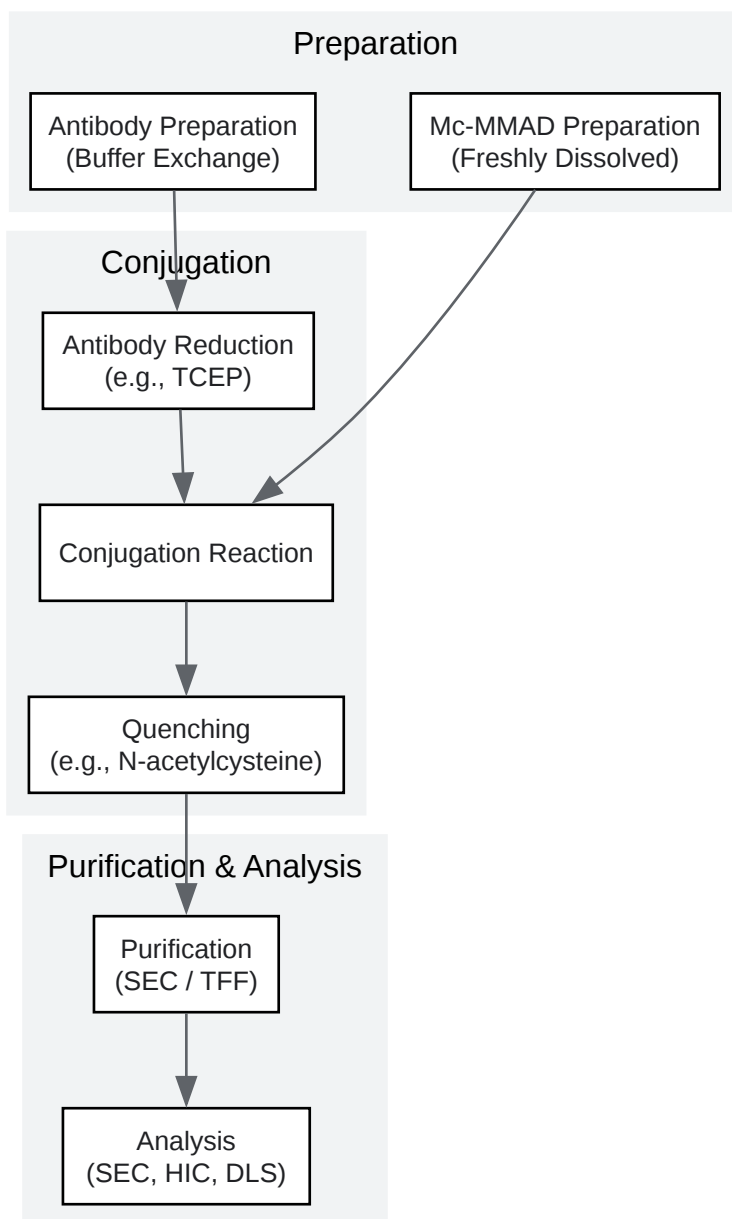 Preparation
Antibody Preparation
(Buffer Exchange)
Mc-MMAD Preparation
(Freshly Dissolved)
Conjugation
Antibody Reduction
(e.g., TCEP)
Conjugation Reaction
Quenching
(e.g., N-acetylcysteine)
Purification & Analysis
Purification
(SEC / TFF)
Analysis
(SEC, HIC, DLS)